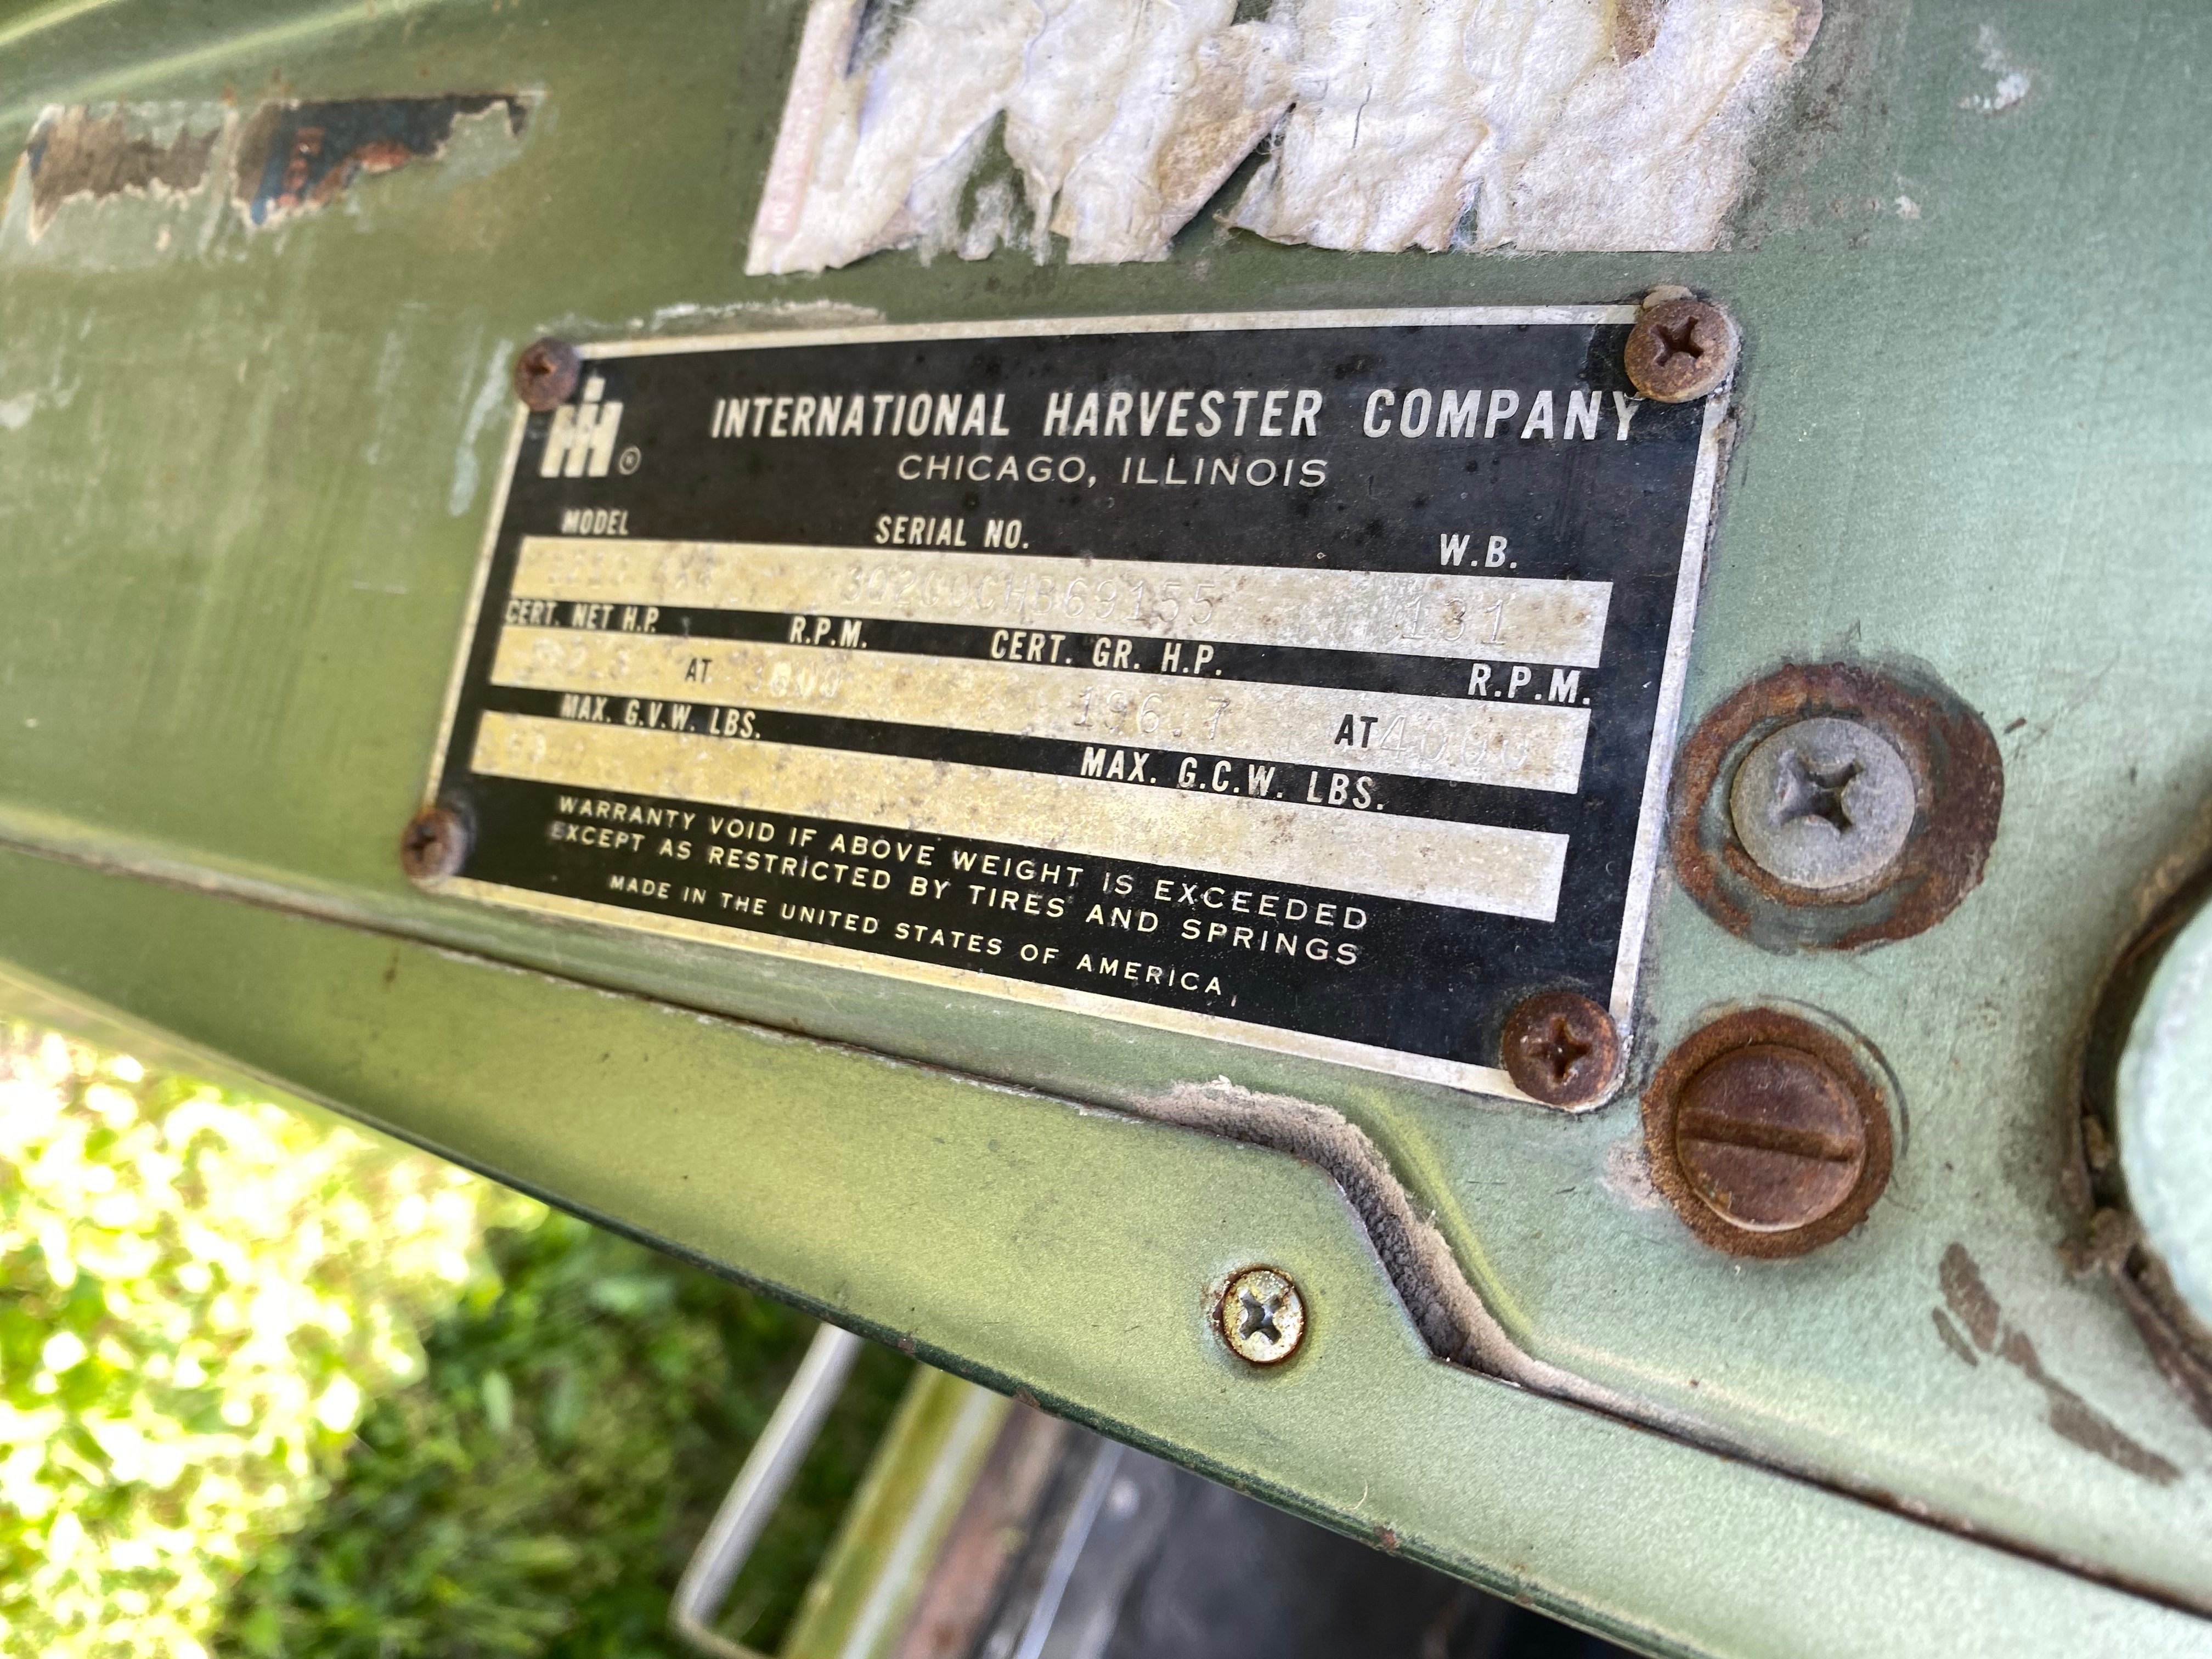 IH ®
INTERNATIONAL HARVESTER COMPANY
CHICAGO, ILLINOIS
MODEL SERIAL NO. W.B.
131
CERT. NET H.P. R.P.M. CERT. GR. H.P. R.P.M.
AT 196.7 AT 4000
MAX. G.V.W. LBS. MAX. G.C.W. LBS.
WARRANTY VOID IF ABOVE WEIGHT IS EXCEEDED
EXCEPT AS RESTRICTED BY TIRES AND SPRINGS
MADE IN THE UNITED STATES OF AMERICA,